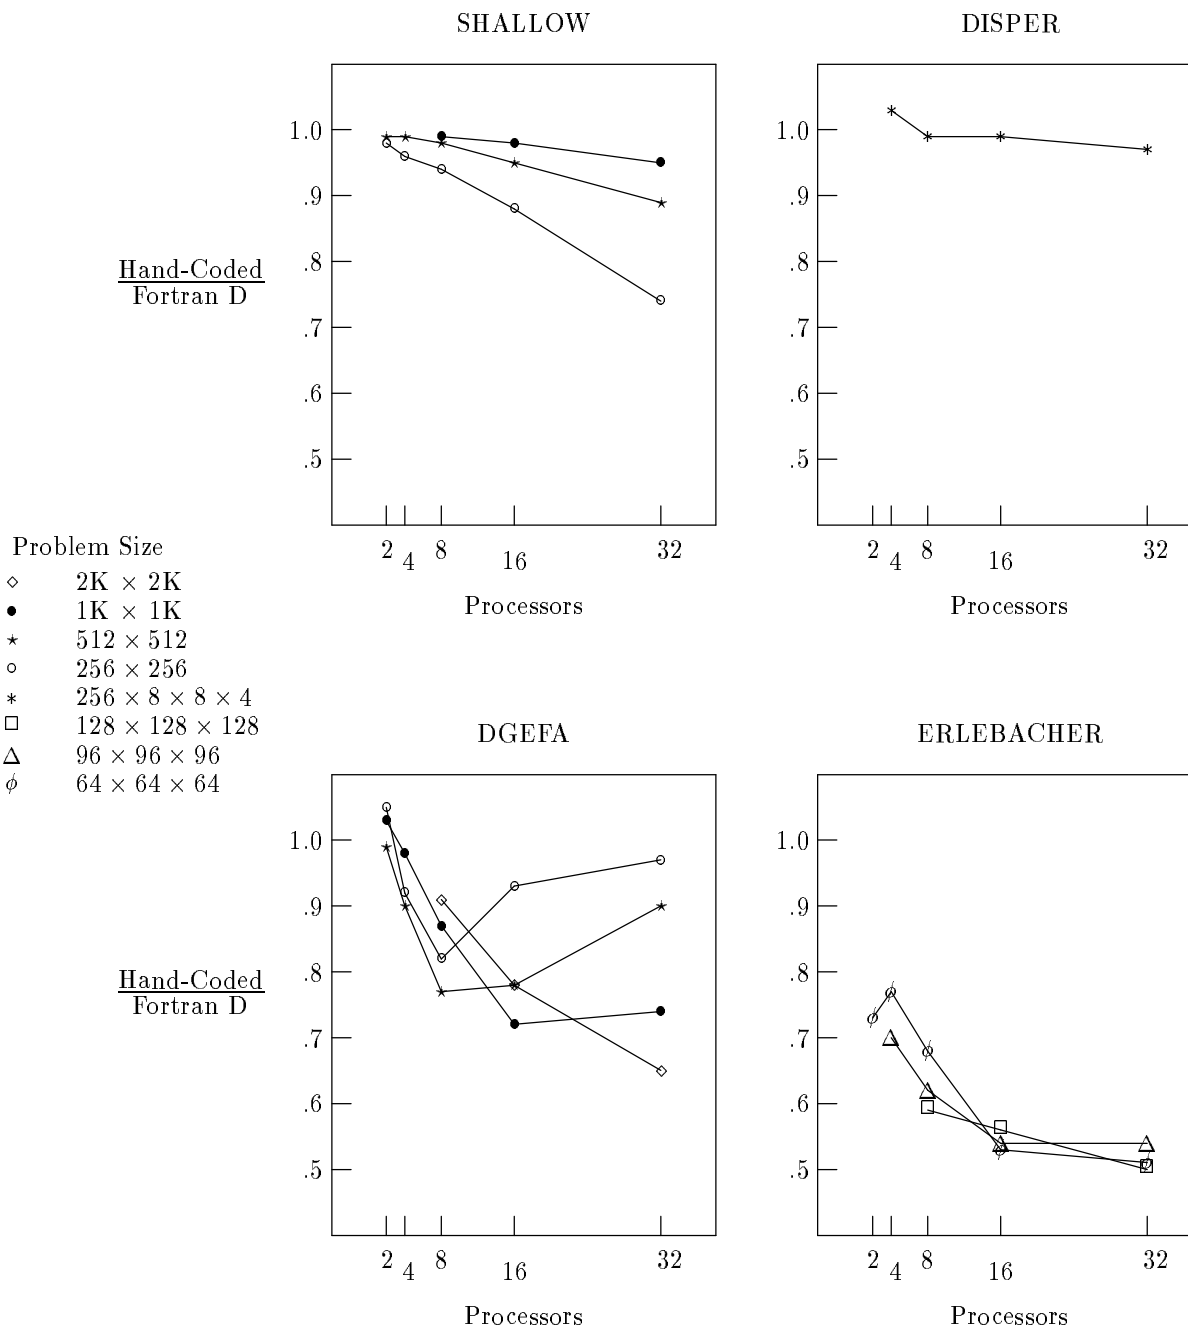 SHALLOW
1.0
.9
.8
.7
.6
.5
Hand-Coded
Fortran D
2 4 8 16 32
Processors
DISPER
1.0
.9
.8
.7
.6
.5
2 4 8 16 32
Processors
Problem Size
◇ 2K × 2K
● 1K × 1K
⋆ 512 × 512
○ 256 × 256
∗ 256 × 8 × 8 × 4
□ 128 × 128 × 128
△ 96 × 96 × 96
ϕ 64 × 64 × 64
DGEFA
1.0
.9
.8
.7
.6
.5
Hand-Coded
Fortran D
2 4 8 16 32
Processors
ERLEBACHER
1.0
.9
.8
.7
.6
.5
2 4 8 16 32
Processors